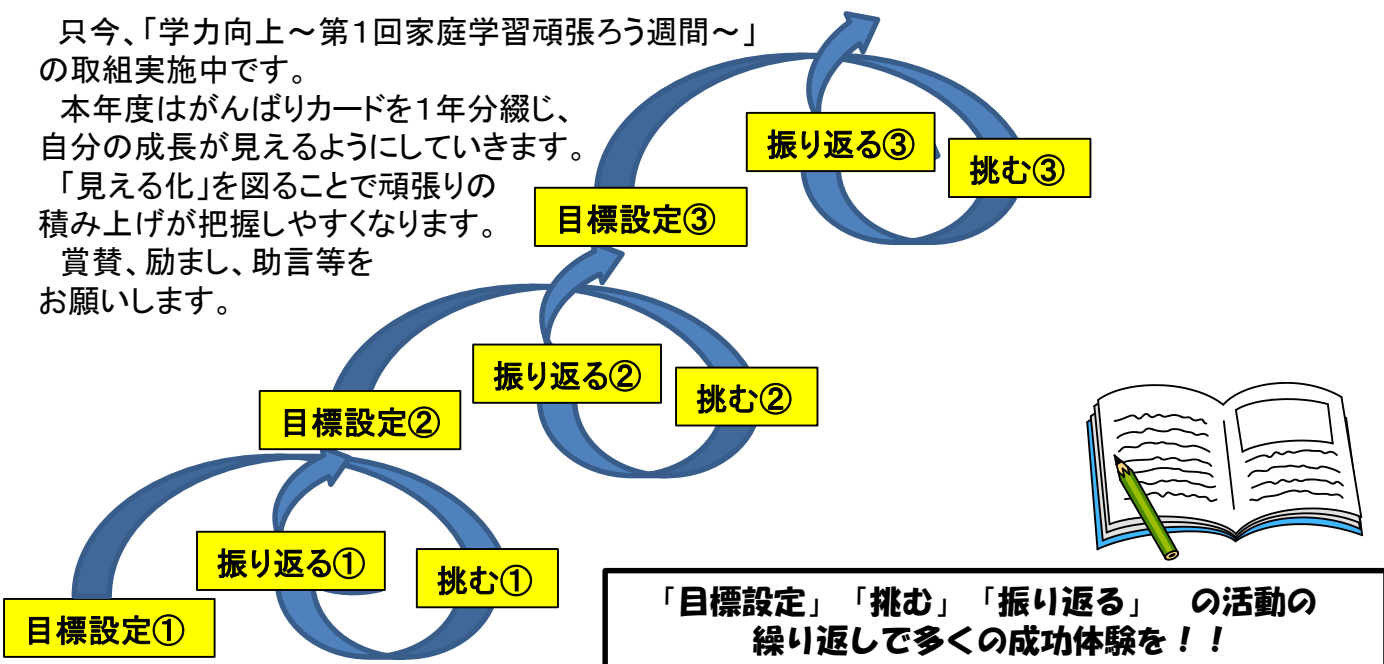 只今、「学力向上～第１回家庭学習頑張ろう週間～」
の取組実施中です。
本年度はがんばりカードを１年分綴じ、
自分の成長が見えるようにしていきます。
「見える化」を図ることで頑張りの
積み上げが把握しやすくなります。
賞賛、励まし、助言等を
お願いします。
振り返る③
挑む③
目標設定③
振り返る②
挑む②
目標設定②
振り返る①
挑む①
目標設定①
「目標設定」「挑む」「振り返る」　の活動の
繰り返しで多くの成功体験を！！